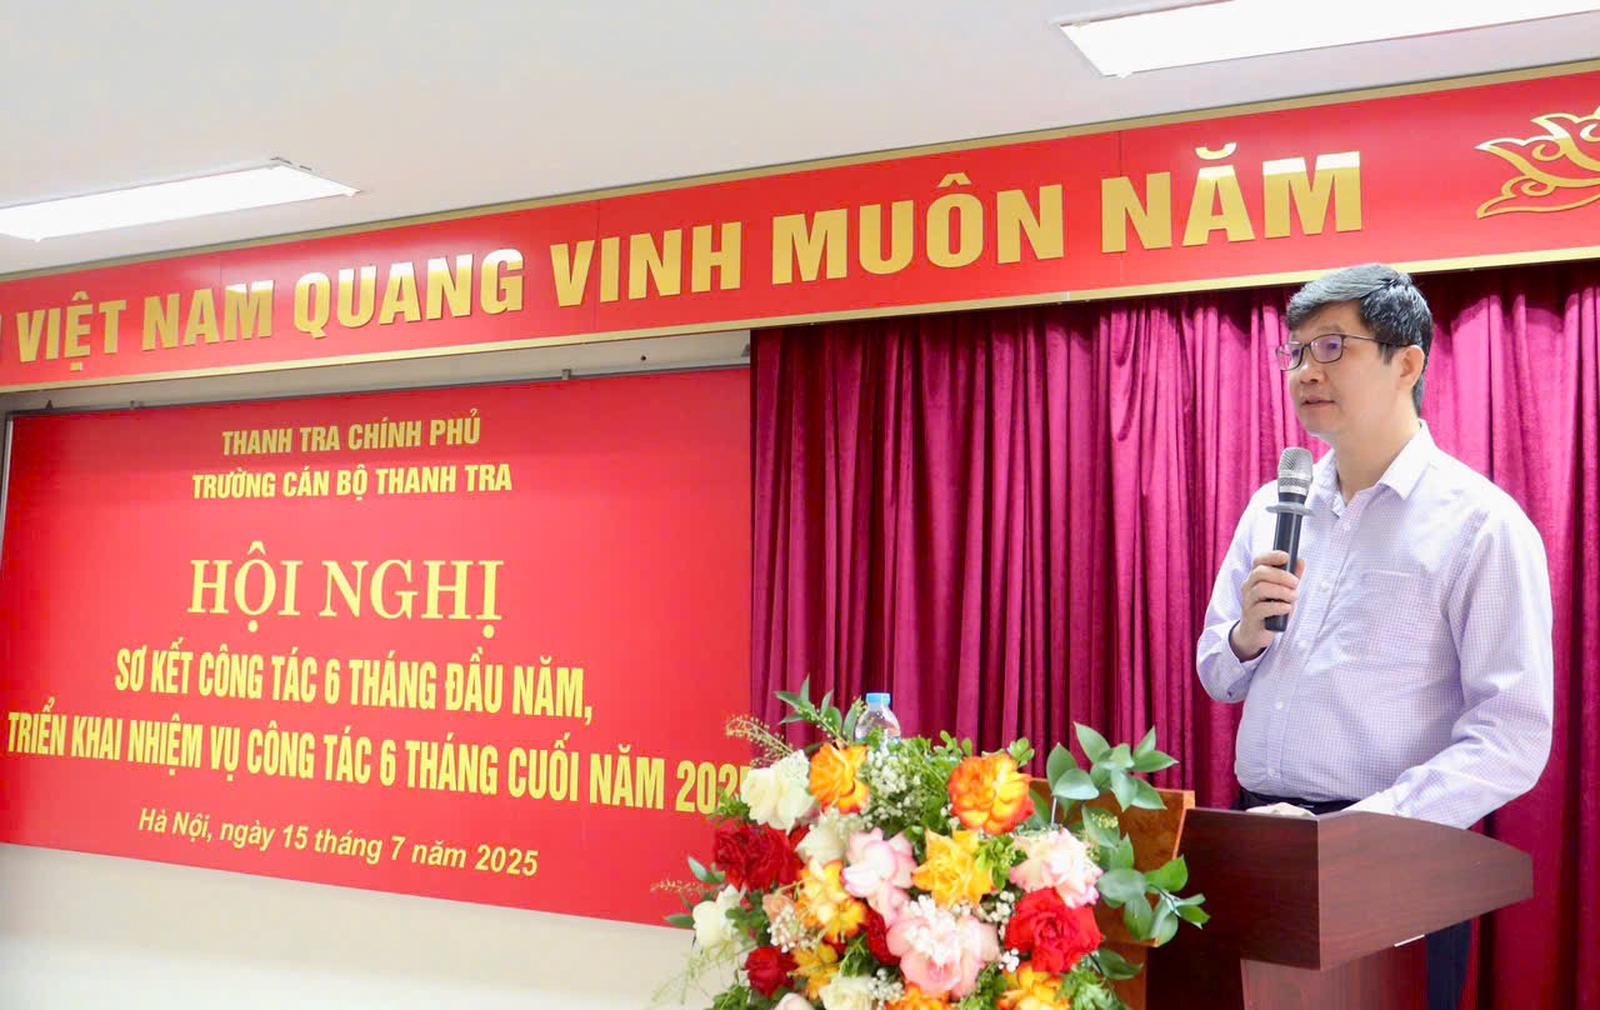 VIỆT NAM QUANG VINH MUÔN NĂM
THANH TRA CHÍNH PHỦ
TRƯỜNG CÁN BỘ THANH TRA
HỘI NGHỊ
SƠ KẾT CÔNG TÁC 6 THÁNG ĐẦU NĂM,
TRIỂN KHAI NHIỆM VỤ CÔNG TÁC 6 THÁNG CUỐI NĂM 2025
Hà Nội, ngày 15 tháng 7 năm 2025